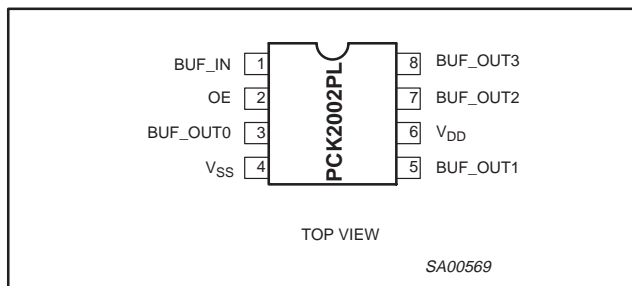 BUF_IN 1 8 BUF_OUT3
OE 2 7 BUF_OUT2
BUF_OUT0 3 6 VDD
VSS 4 5 BUF_OUT1
PCK2002PL
TOP VIEW
SA00569